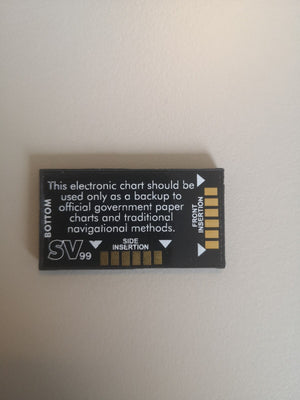 This electronic chart should be
used only as a backup to
official government paper
charts and traditional
navigational methods.
BOTTOM
SV99
SIDE
INSERTION
FRONT
INSERTION